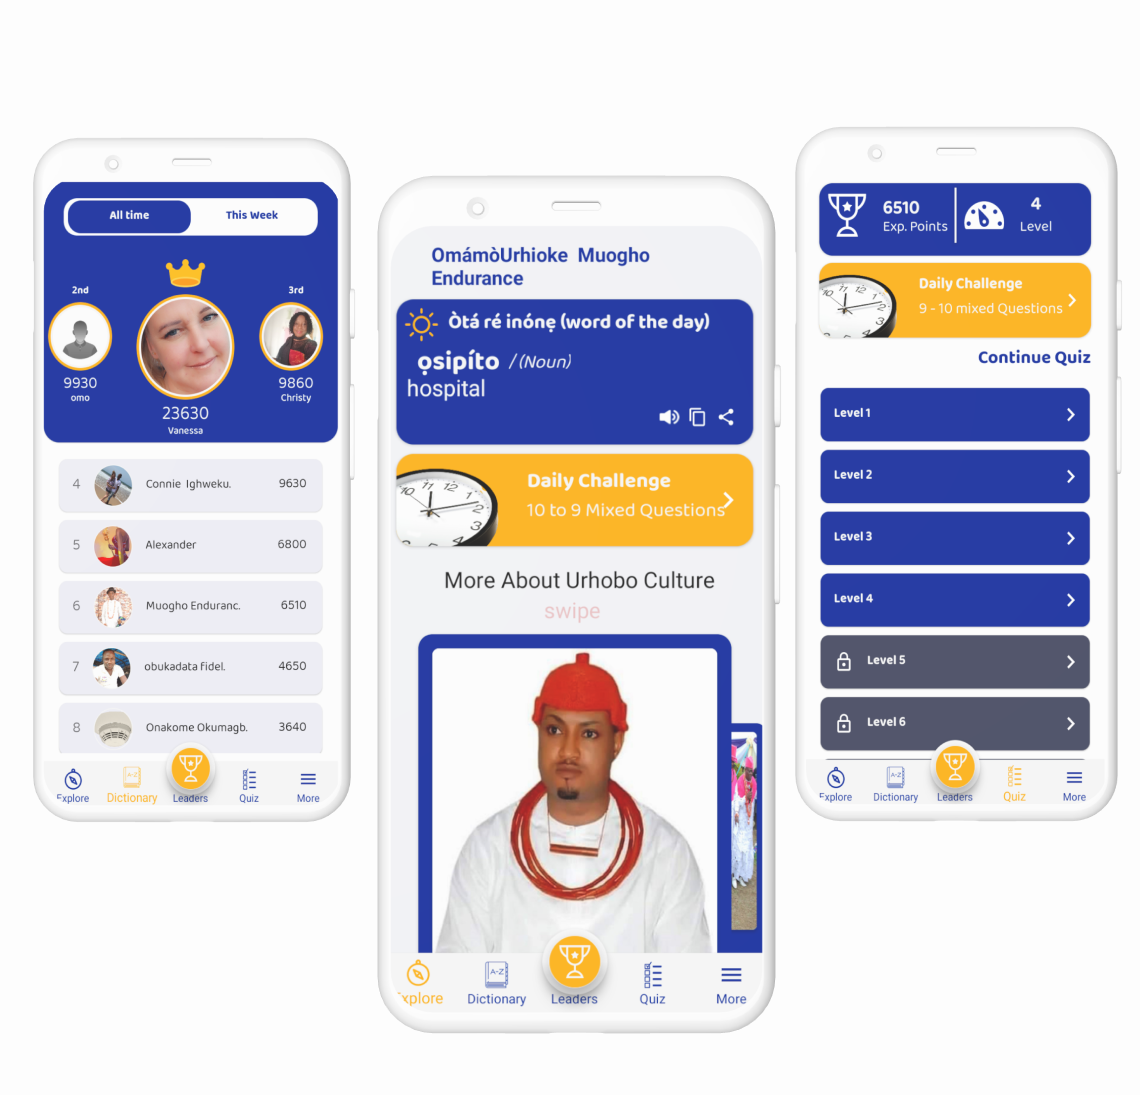 All time
This Week
2nd
3rd
9930
omo
9860
Christy
23630
Vanessa
4 Connie Ighweku. 9630
5 Alexander 6800
6 Muogho Enduranc. 6510
7 obukadata fidel. 4650
8 Onakome Okumagb. 3640
Explore Dictionary Leaders Quiz More
OmámòUrhioke Muogho
Endurance
Òtá ré inónẹ (word of the day)
ọsipíto / (Noun)
hospital
Daily Challenge
10 to 9 Mixed Questions
More About Urhobo Culture
swipe
A-Z
xplore Dictionary Leaders Quiz More
6510
Exp. Points
4
Level
Daily Challenge
9 - 10 mixed Questions
Continue Quiz
Level 1
Level 2
Level 3
Level 4
Level 5
Level 6
Explore Dictionary Leaders Quiz More